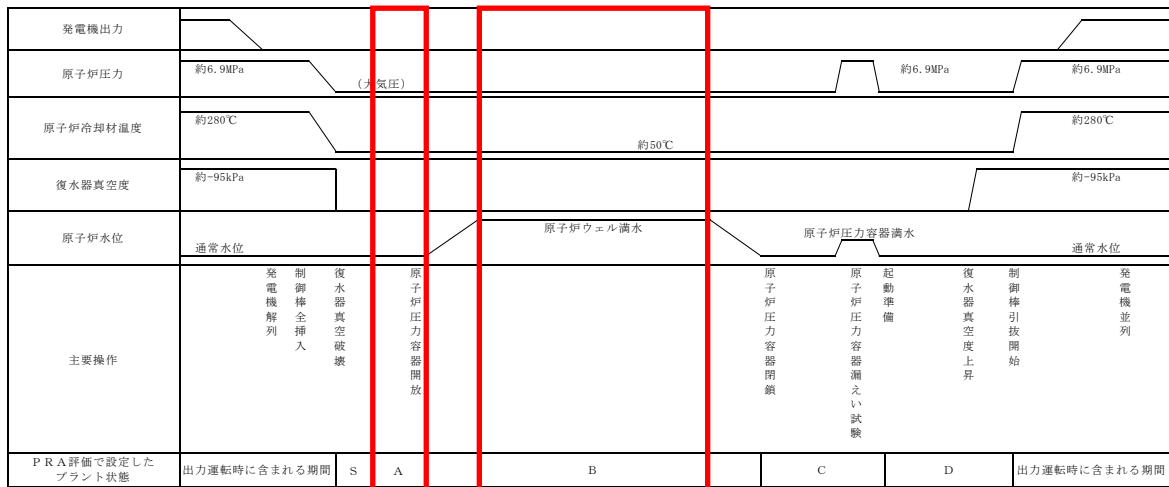 発電機出力
原子炉圧力
約6.9MPa
(大気圧)
約6.9MPa
約6.9MPa
原子炉冷却材温度
約280℃
約50℃
約280℃
復水器真空度
約-95kPa
約-95kPa
原子炉水位
通常水位
原子炉ウェル満水
原子炉圧力容器満水
通常水位
主要操作
発電機解列
制御棒全挿入
復水器真空破壊
原子炉圧力容器開放
原子炉圧力容器閉鎖
原子炉圧力容器漏えい試験
起動準備
復水器真空度上昇
制御棒引抜開始
発電機並列
ＰＲＡ評価で設定した
プラント状態
出力運転時に含まれる期間
S
A
B
C
D
出力運転時に含まれる期間